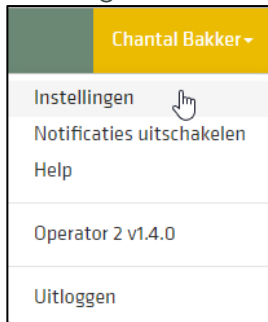 Chantal Bakker
Instellingen
Notificaties uitschakelen
Help
Operator 2 v1.4.0
Uitloggen